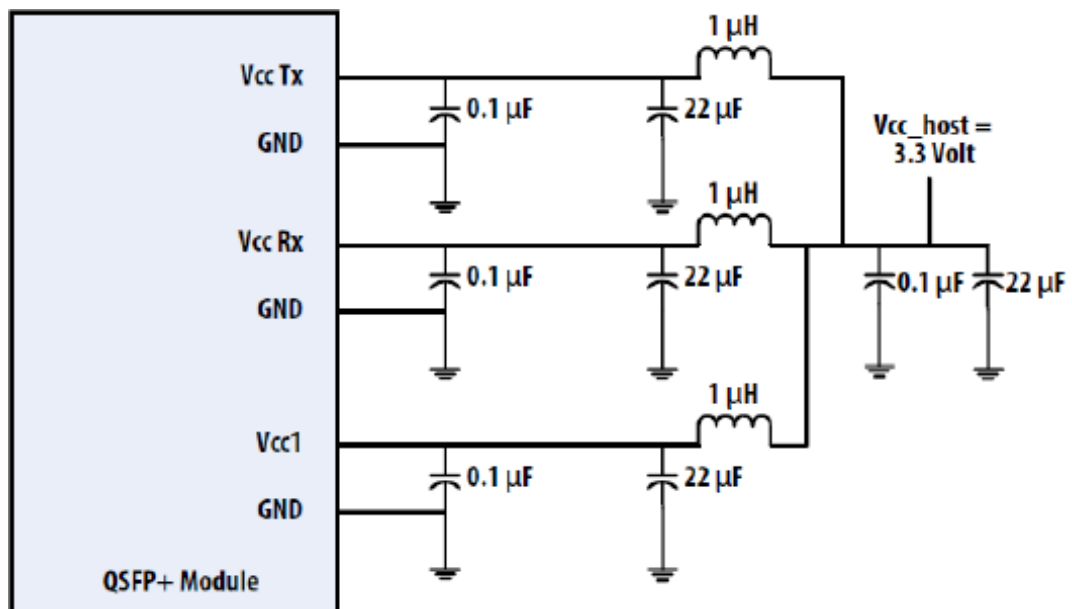 1 µH
Vcc Tx
0.1 µF
22 µF
GND
Vcc_host =
3.3 Volt
1 µH
Vcc Rx
0.1 µF
22 µF
0.1 µF
22 µF
GND
1 µH
Vcc1
0.1 µF
22 µF
GND
QSFP+ Module